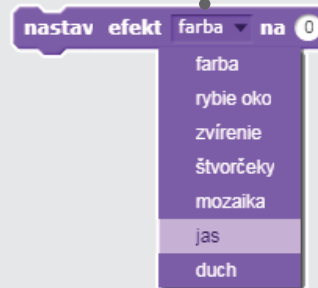 nastav efekt farba na 0
farba
rybie oko
zvírenie
štvorčeky
mozaika
jas
duch